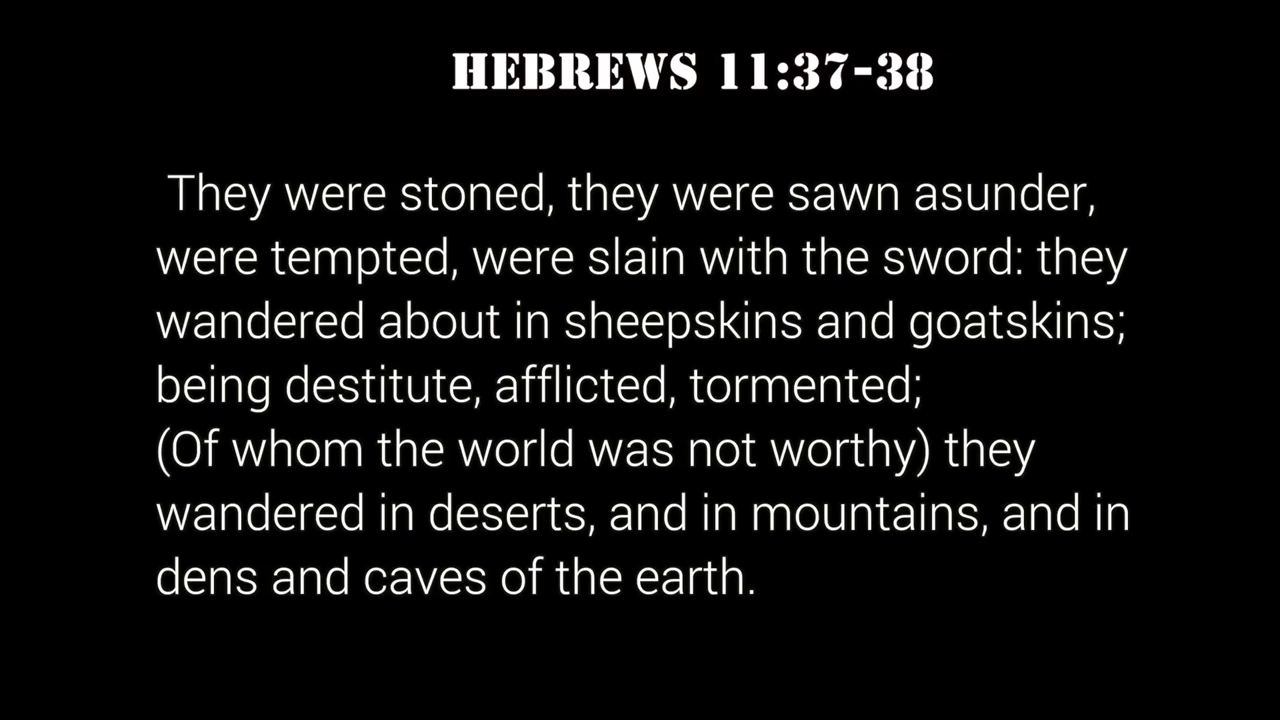 HEBREWS 11:37-38
They were stoned, they were sawn asunder,
were tempted, were slain with the sword: they
wandered about in sheepskins and goatskins;
being destitute, afflicted, tormented;
(Of whom the world was not worthy) they
wandered in deserts, and in mountains, and in
dens and caves of the earth.